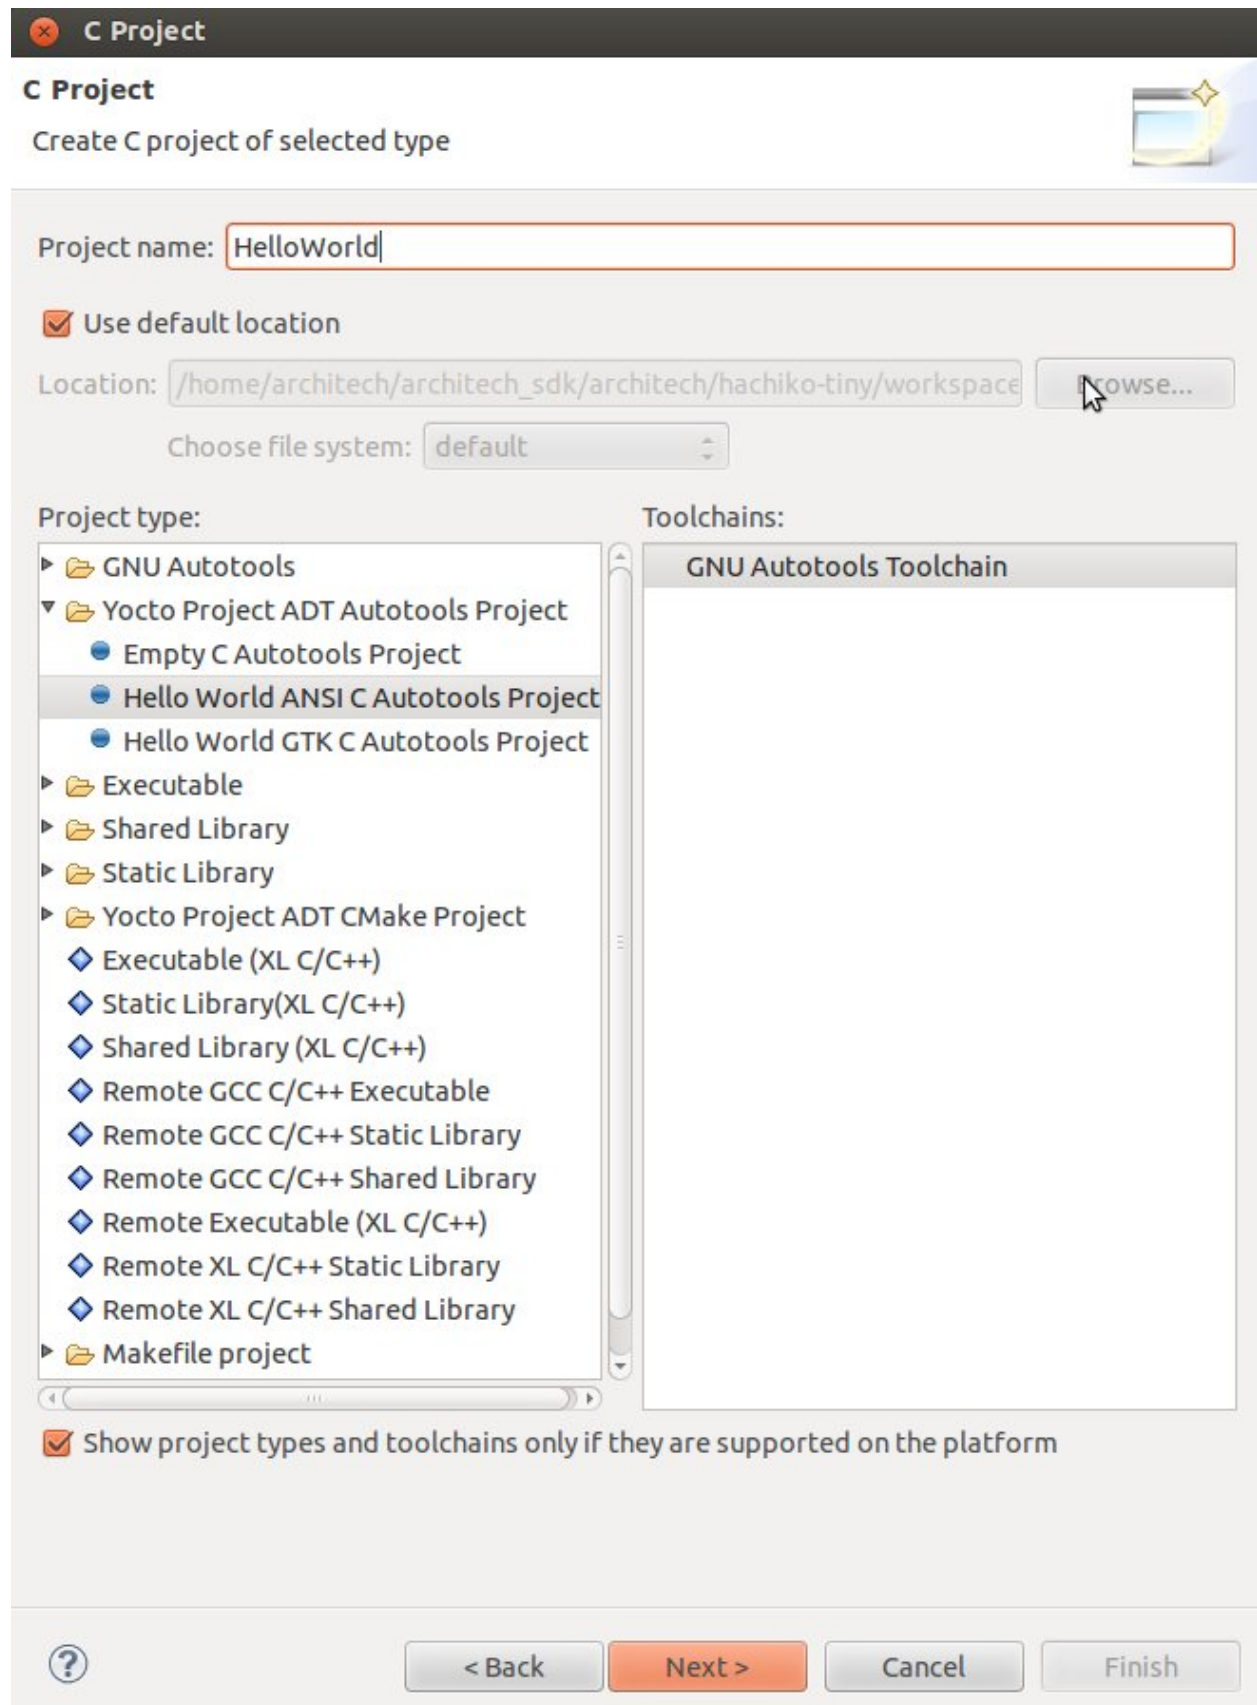 C Project
C Project
Create C project of selected type
Project name: HelloWorld
Use default location
Location: /home/architech/architech_sdk/architech/hachiko-tiny/workspace Browse...
Choose file system: default
Project type: Toolchains:
GNU Autotools GNU Autotools Toolchain
Yocto Project ADT Autotools Project
Empty C Autotools Project
Hello World ANSI C Autotools Project
Hello World GTK C Autotools Project
Executable
Shared Library
Static Library
Yocto Project ADT CMake Project
Executable (XL C/C++)
Static Library(XL C/C++)
Shared Library (XL C/C++)
Remote GCC C/C++ Executable
Remote GCC C/C++ Static Library
Remote GCC C/C++ Shared Library
Remote Executable (XL C/C++)
Remote XL C/C++ Static Library
Remote XL C/C++ Shared Library
Makefile project
Show project types and toolchains only if they are supported on the platform
? < Back Next > Cancel Finish